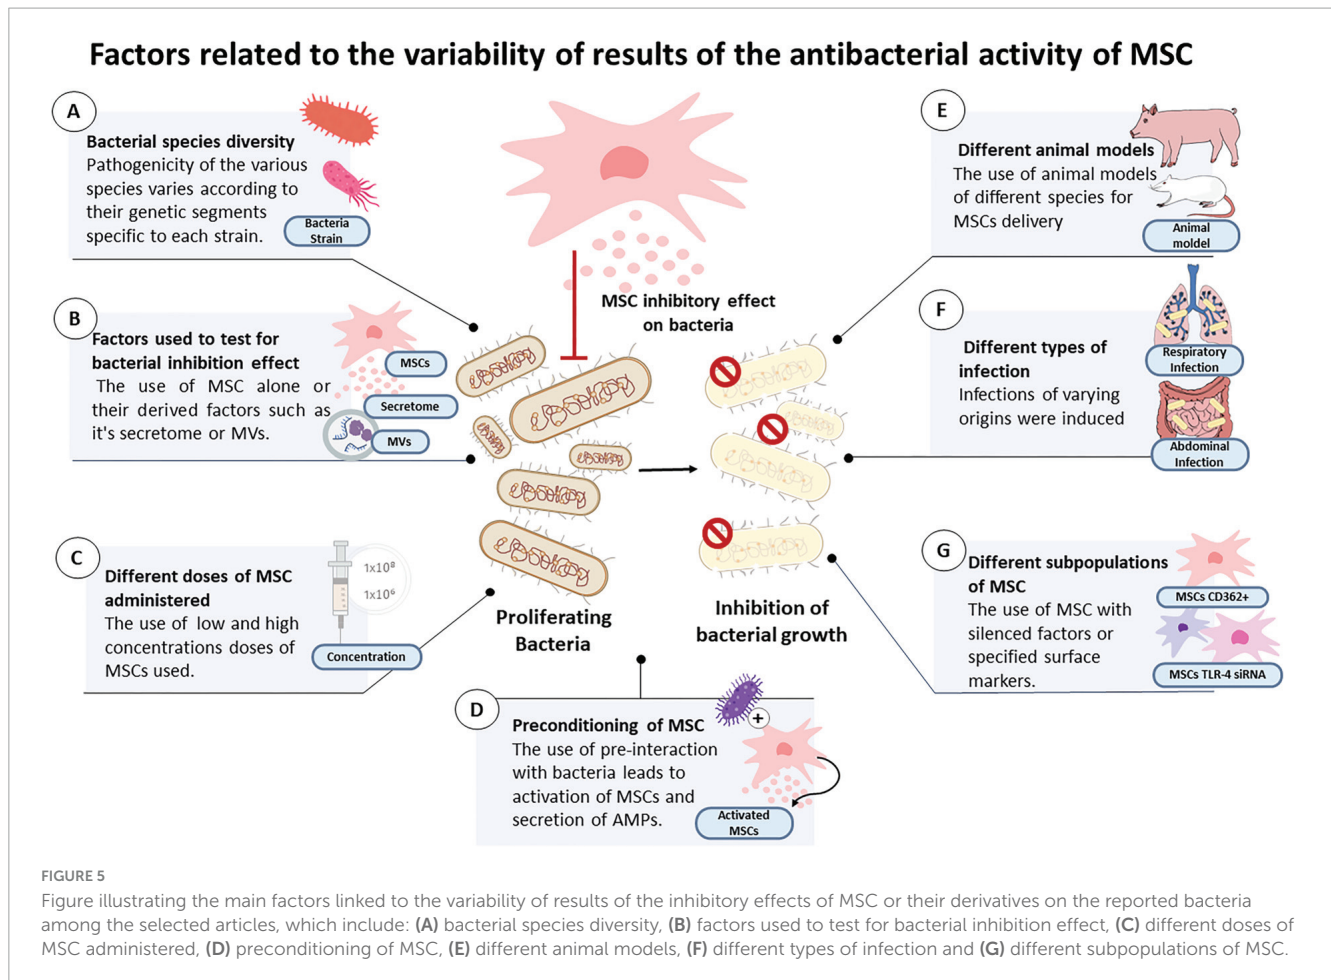 Factors related to the variability of results of the antibacterial activity of MSC
A
Bacterial species diversity
Pathogenicity of the various
species varies according to
their genetic segments
specific to each strain.
Bacteria
Strain
B
Factors used to test for
bacterial inhibition effect
The use of MSC alone or
their derived factors such as
it's secretome or MVs.
MSCs
Secretome
MVs
C
Different doses of MSC
administered
The use of low and high
concentrations doses of
MSCs used.
1x10⁸
1x10⁶
Concentration
MSC inhibitory effect
on bacteria
Proliferating
Bacteria
Inhibition of
bacterial growth
D
Preconditioning of MSC
The use of pre-interaction
with bacteria leads to
activation of MSCs and
secretion of AMPs.
+
Activated
MSCs
E
Different animal models
The use of animal models
of different species for
MSCs delivery
Animal
moldel
F
Different types of
infection
Infections of varying
origins were induced
Respiratory
Infection
Abdominal
Infection
G
Different subpopulations
of MSC
The use of MSC with
silenced factors or
specified surface
markers.
MSCs CD362+
MSCs TLR-4 siRNA
FIGURE 5
Figure illustrating the main factors linked to the variability of results of the inhibitory effects of MSC or their derivatives on the reported bacteria
among the selected articles, which include: (A) bacterial species diversity, (B) factors used to test for bacterial inhibition effect, (C) different doses of
MSC administered, (D) preconditioning of MSC, (E) different animal models, (F) different types of infection and (G) different subpopulations of MSC.